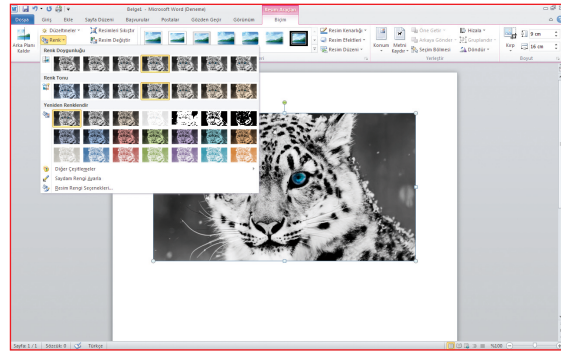 Belge1 - Microsoft Word (Deneme)
Resim Araçları
Dosya Giriş Ekle Sayfa Düzeni Başvurular Postalar Gözden Geçir Görünüm Biçim
Arka Planı Kaldır
Düzeltmeler
Renk
Resimleri Sıkıştır
Resim Değiştir
Resim Kenarlığı
Resim Efektleri
Resim Düzeni
Konum
Metni Kaydır
Öne Getir
Arkaya Gönder
Seçim Bölmesi
Hizala
Gruplandır
Döndür
Yerleştir
Kırp
9 cm
16 cm
Boyut
Renk Doygunluğu
Renk Tonu
Yeniden Renklendir
Diğer Çeşitlemeler
Saydam Rengi Ayarla
Resim Rengi Seçenekleri...
Sayfa: 1 / 1 Sözcük: 0 Türkçe %100